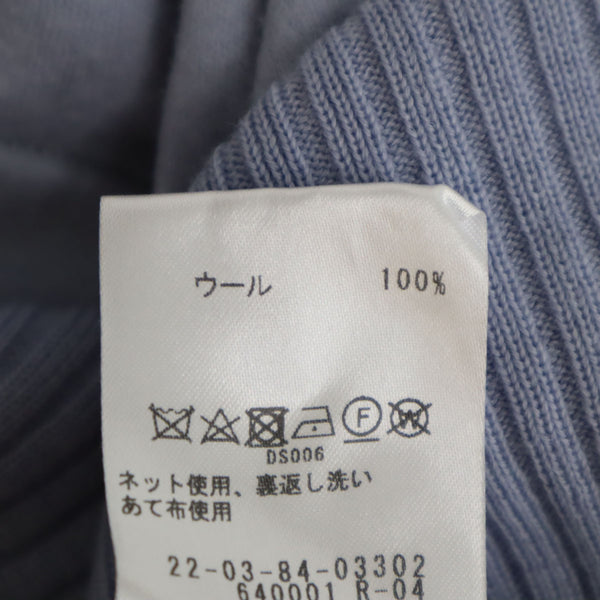 ウール 100%
F W
DS006
ネット使用、裏返し洗い
あて布使用
22-03-84-03302
640001 R-04